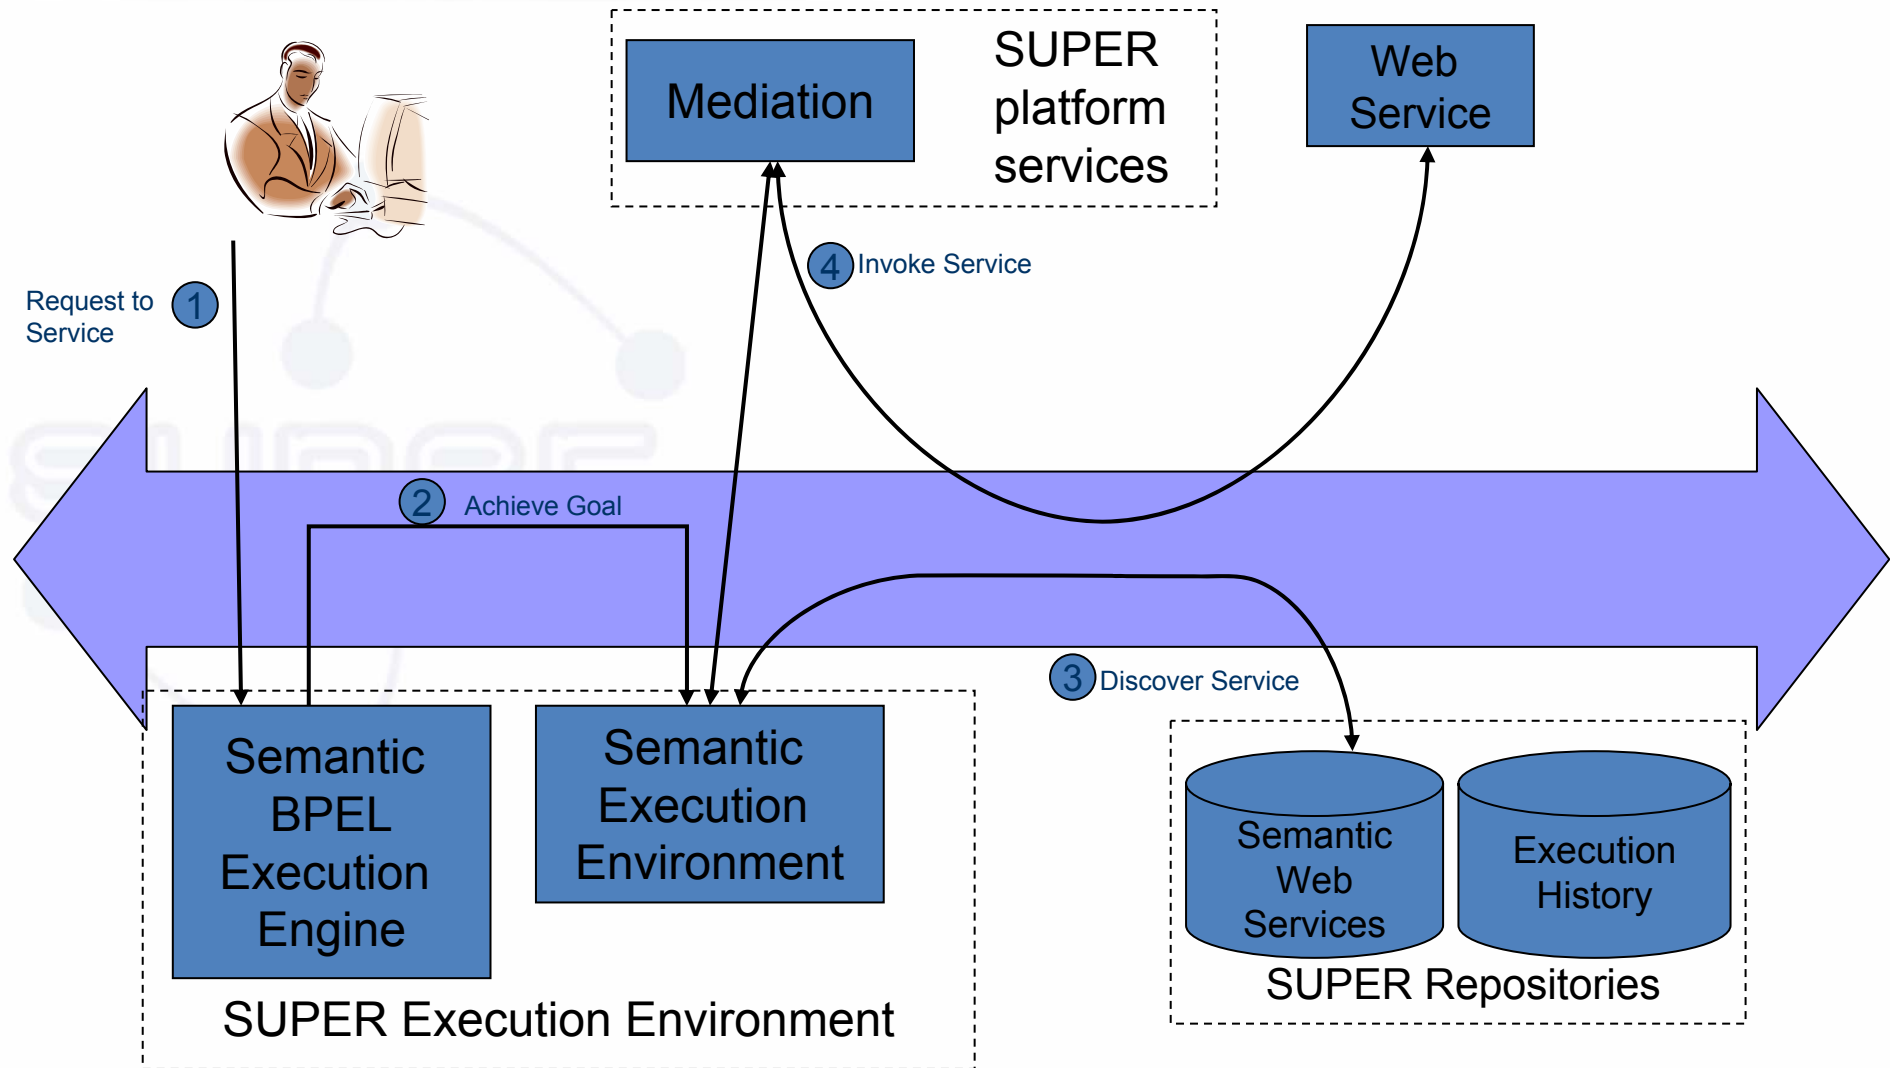 Mediation
SUPER
platform
services
Web
Service
4 Invoke Service
Request to
Service
1
2 Achieve Goal
3 Discover Service
Semantic
BPEL
Execution
Engine
Semantic
Execution
Environment
SUPER Execution Environment
Semantic
Web
Services
Execution
History
SUPER Repositories
SUPER